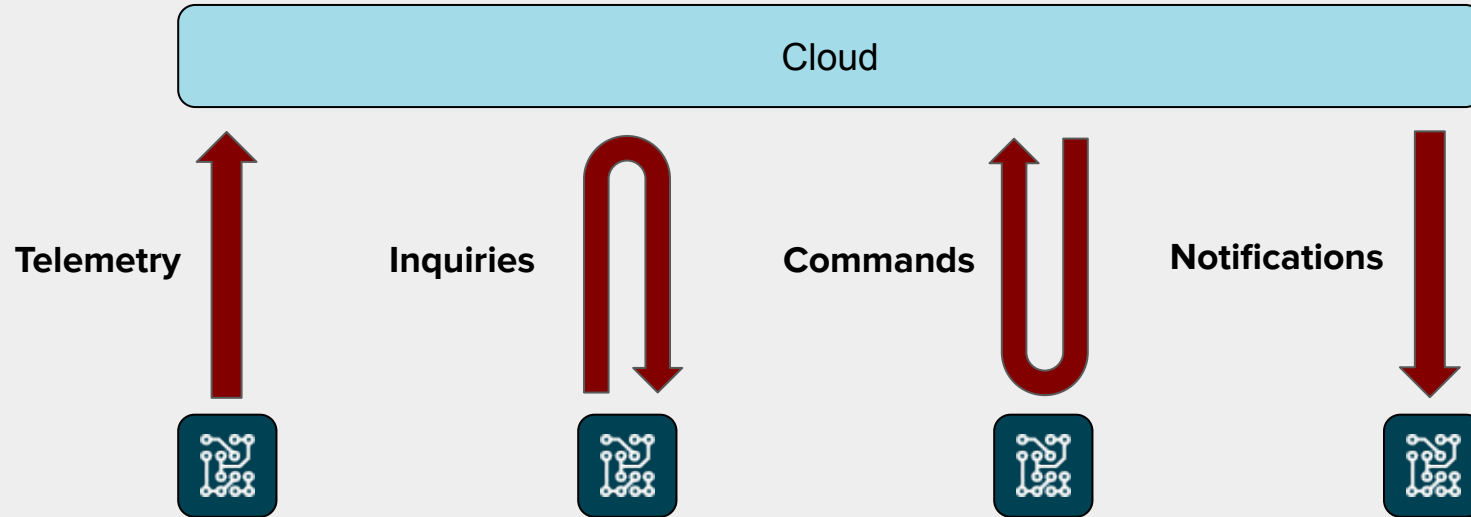 Cloud
Telemetry
Inquiries
Commands
Notifications